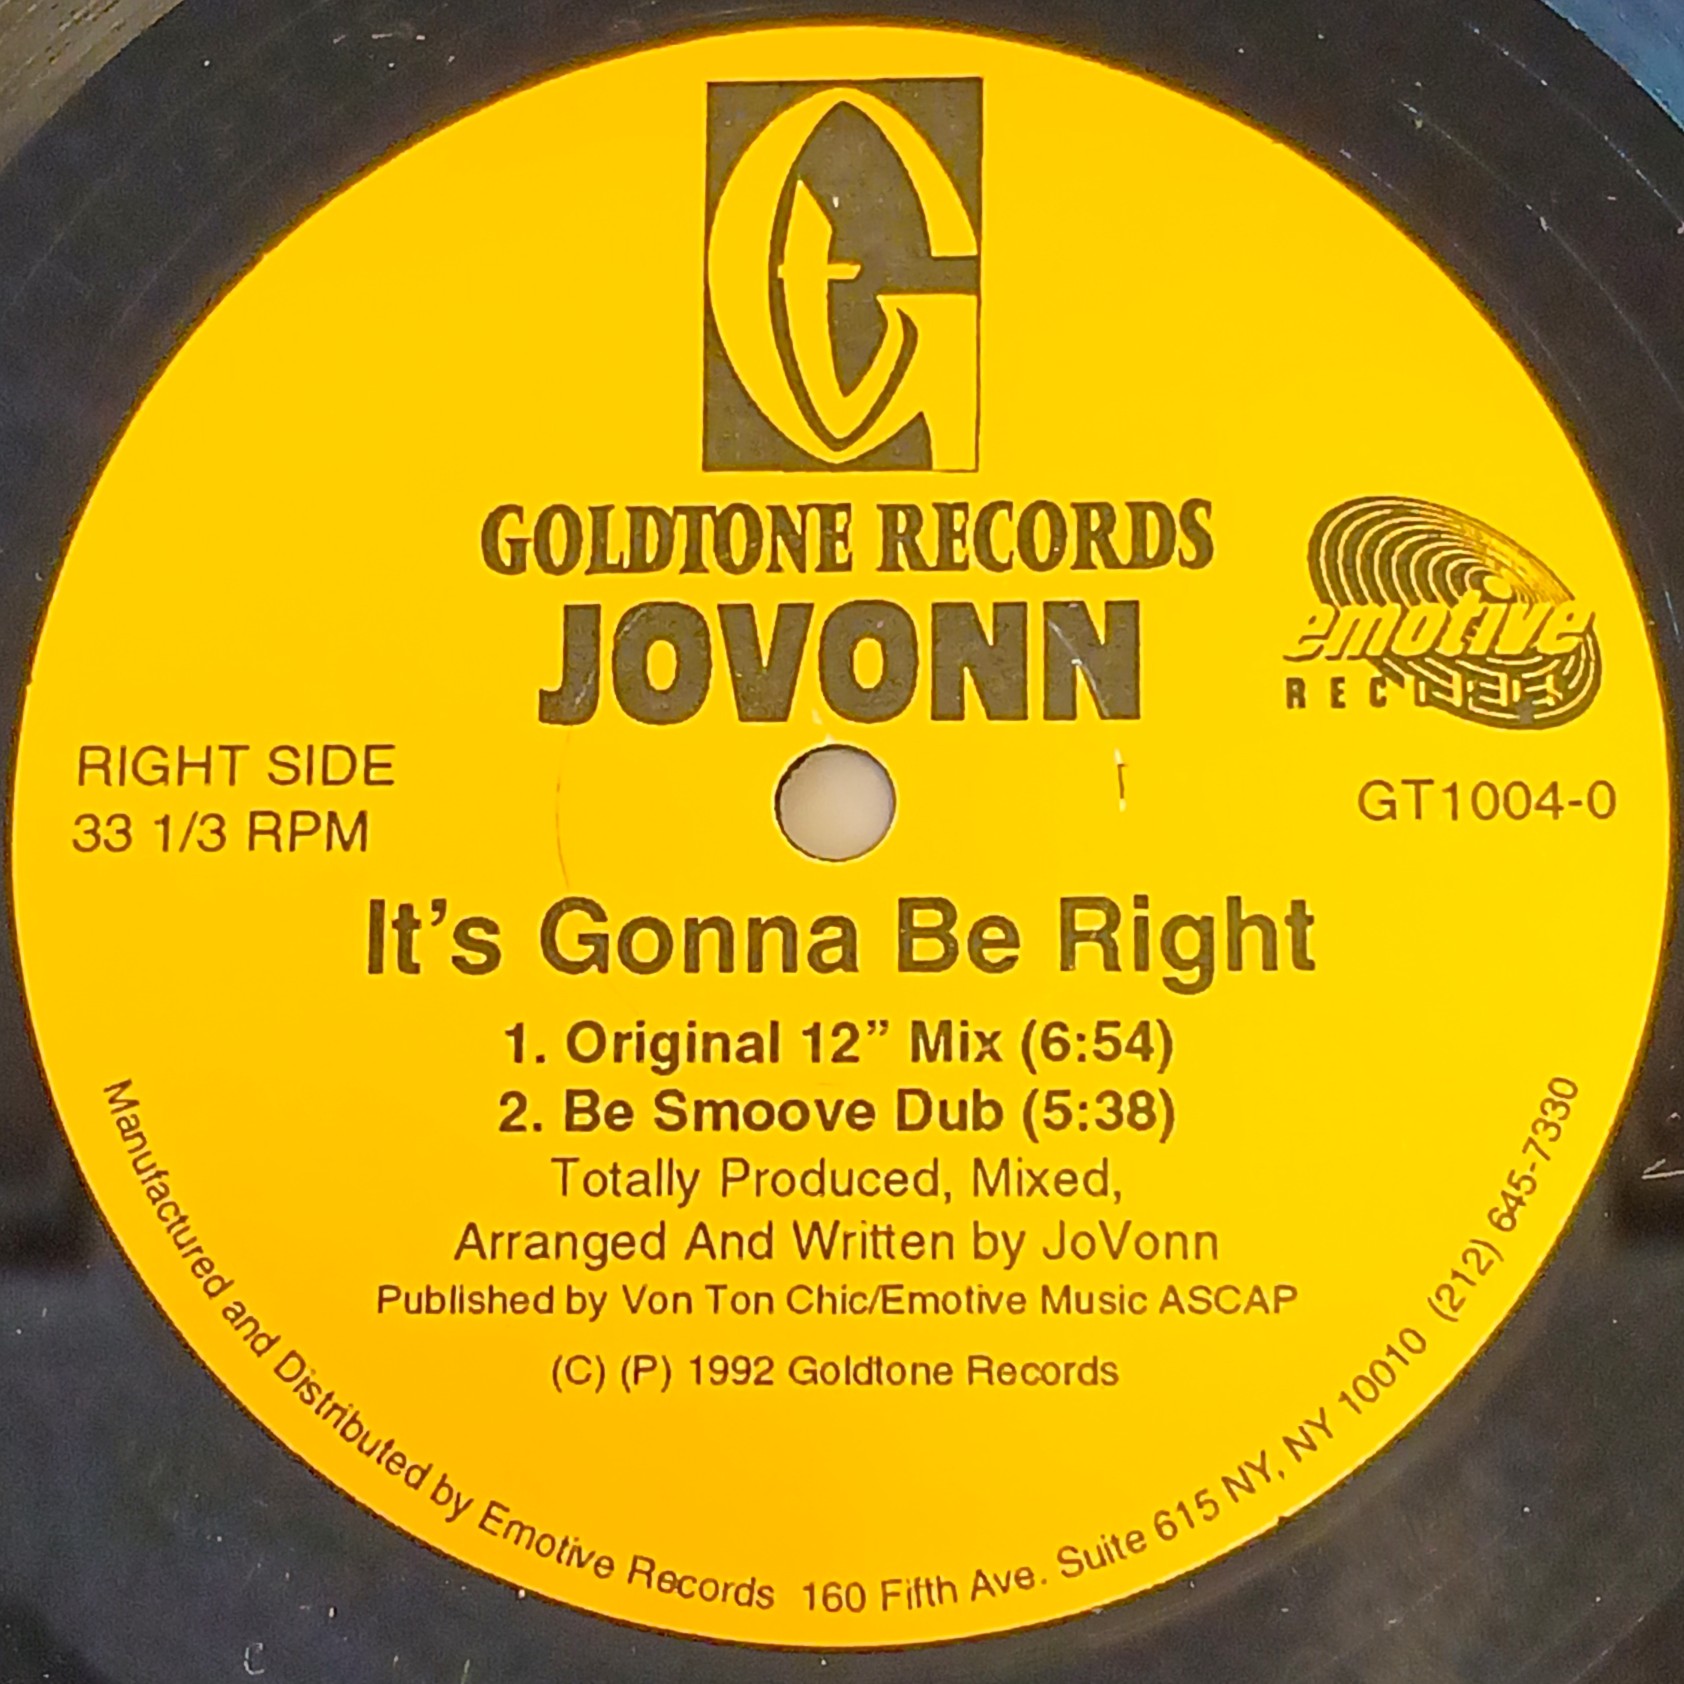 Gt
GOLDTONE RECORDS
JOVONN
emotive
RECORDS
RIGHT SIDE
33 1/3 RPM
GT1004-0
It’s Gonna Be Right
1. Original 12” Mix (6:54)
2. Be Smoove Dub (5:38)
Totally Produced, Mixed,
Arranged And Written by JoVonn
Published by Von Ton Chic/Emotive Music ASCAP
(C) (P) 1992 Goldtone Records
Manufactured and Distributed by Emotive Records 160 Fifth Ave. Suite 615 NY, NY 10010 (212) 645-7330